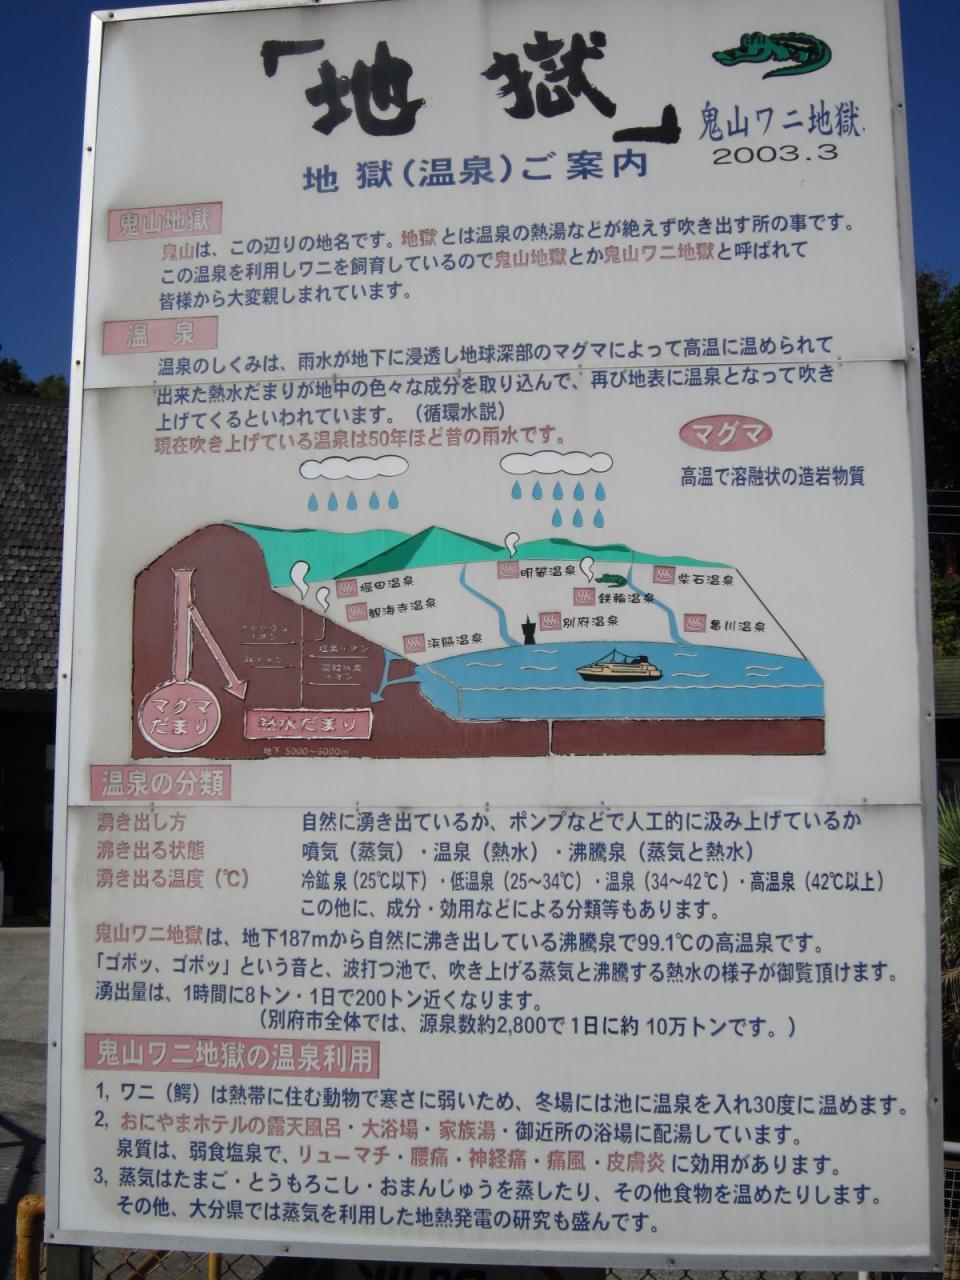 「地獄」
鬼山ワニ地獄
2003.3
地獄(温泉)ご案内
鬼山地獄
鬼山は、この辺りの地名です。地獄とは温泉の熱湯などが絶えず吹き出す所の事です。
この温泉を利用しワニを飼育しているので鬼山地獄とか鬼山ワニ地獄と呼ばれて
皆様から大変親しまれています。
温泉
温泉のしくみは、雨水が地下に浸透し地球深部のマグマによって高温に温められて
出来た熱水だまりが地中の色々な成分を取り込んで、再び地表に温泉となって吹き
上げてくるといわれています。（循環水説）
現在吹き上げている温泉は50年ほど昔の雨水です。
マグマ
高温で溶融状の造岩物質
堀田温泉
明礬温泉
柴石温泉
観海寺温泉
鉄輪温泉
浜脇温泉
別府温泉
亀川温泉
マグマ
だまり
熱水だまり
地下 5000～6000m
温泉の分類
湧き出し方 自然に湧き出ているか、ポンプなどで人工的に汲み上げているか
沸き出る状態 噴気（蒸気）・温泉（熱水）・沸騰泉（蒸気と熱水）
湧き出る温度（℃） 冷鉱泉（25℃以下）・低温泉（25～34℃）・温泉（34～42℃）・高温泉（42℃以上）
この他に、成分・効用などによる分類等もあります。
鬼山ワニ地獄は、地下187mから自然に沸き出している沸騰泉で99.1℃の高温泉です。
「ゴボッ、ゴボッ」という音と、波打つ池で、吹き上げる蒸気と沸騰する熱水の様子が御覧頂けます。
湧出量は、1時間に8トン・1日で200トン近くなります。
（別府市全体では、源泉数約2,800で1日に約10万トンです。）
鬼山ワニ地獄の温泉利用
1, ワニ（鰐）は熱帯に住む動物で寒さに弱いため、冬場には池に温泉を入れ30度に温めます。
2, おにやまホテルの露天風呂・大浴場・家族湯・御近所の浴場に配湯しています。
泉質は、弱食塩泉で、リューマチ・腰痛・神経痛・痛風・皮膚炎に効用があります。
3, 蒸気はたまご・とうもろこし・おまんじゅうを蒸したり、その他食物を温めたりします。
その他、大分県では蒸気を利用した地熱発電の研究も盛んです。